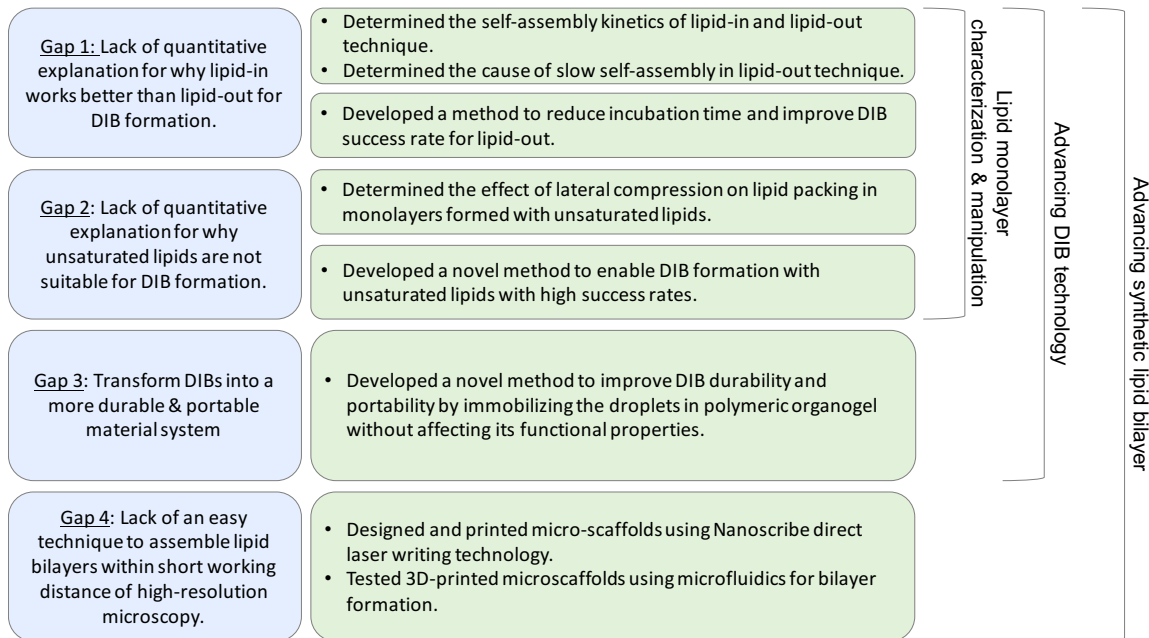 Gap 1: Lack of quantitative
explanation for why lipid-in
works better than lipid-out for
DIB formation.
• Determined the self-assembly kinetics of lipid-in and lipid-out
technique.
• Determined the cause of slow self-assembly in lipid-out technique.
• Developed a method to reduce incubation time and improve DIB
success rate for lipid-out.
Gap 2: Lack of quantitative
explanation for why
unsaturated lipids are not
suitable for DIB formation.
• Determined the effect of lateral compression on lipid packing in
monolayers formed with unsaturated lipids.
• Developed a novel method to enable DIB formation with
unsaturated lipids with high success rates.
Gap 3: Transform DIBs into a
more durable & portable
material system
• Developed a novel method to improve DIB durability and
portability by immobilizing the droplets in polymeric organogel
without affecting its functional properties.
Gap 4: Lack of an easy
technique to assemble lipid
bilayers within short working
distance of high-resolution
microscopy.
• Designed and printed micro-scaffolds using Nanoscribe direct
laser writing technology.
• Tested 3D-printed microscaffolds using microfluidics for bilayer
formation.
Lipid monolayer
characterization & manipulation
Advancing DIB technology
Advancing synthetic lipid bilayer